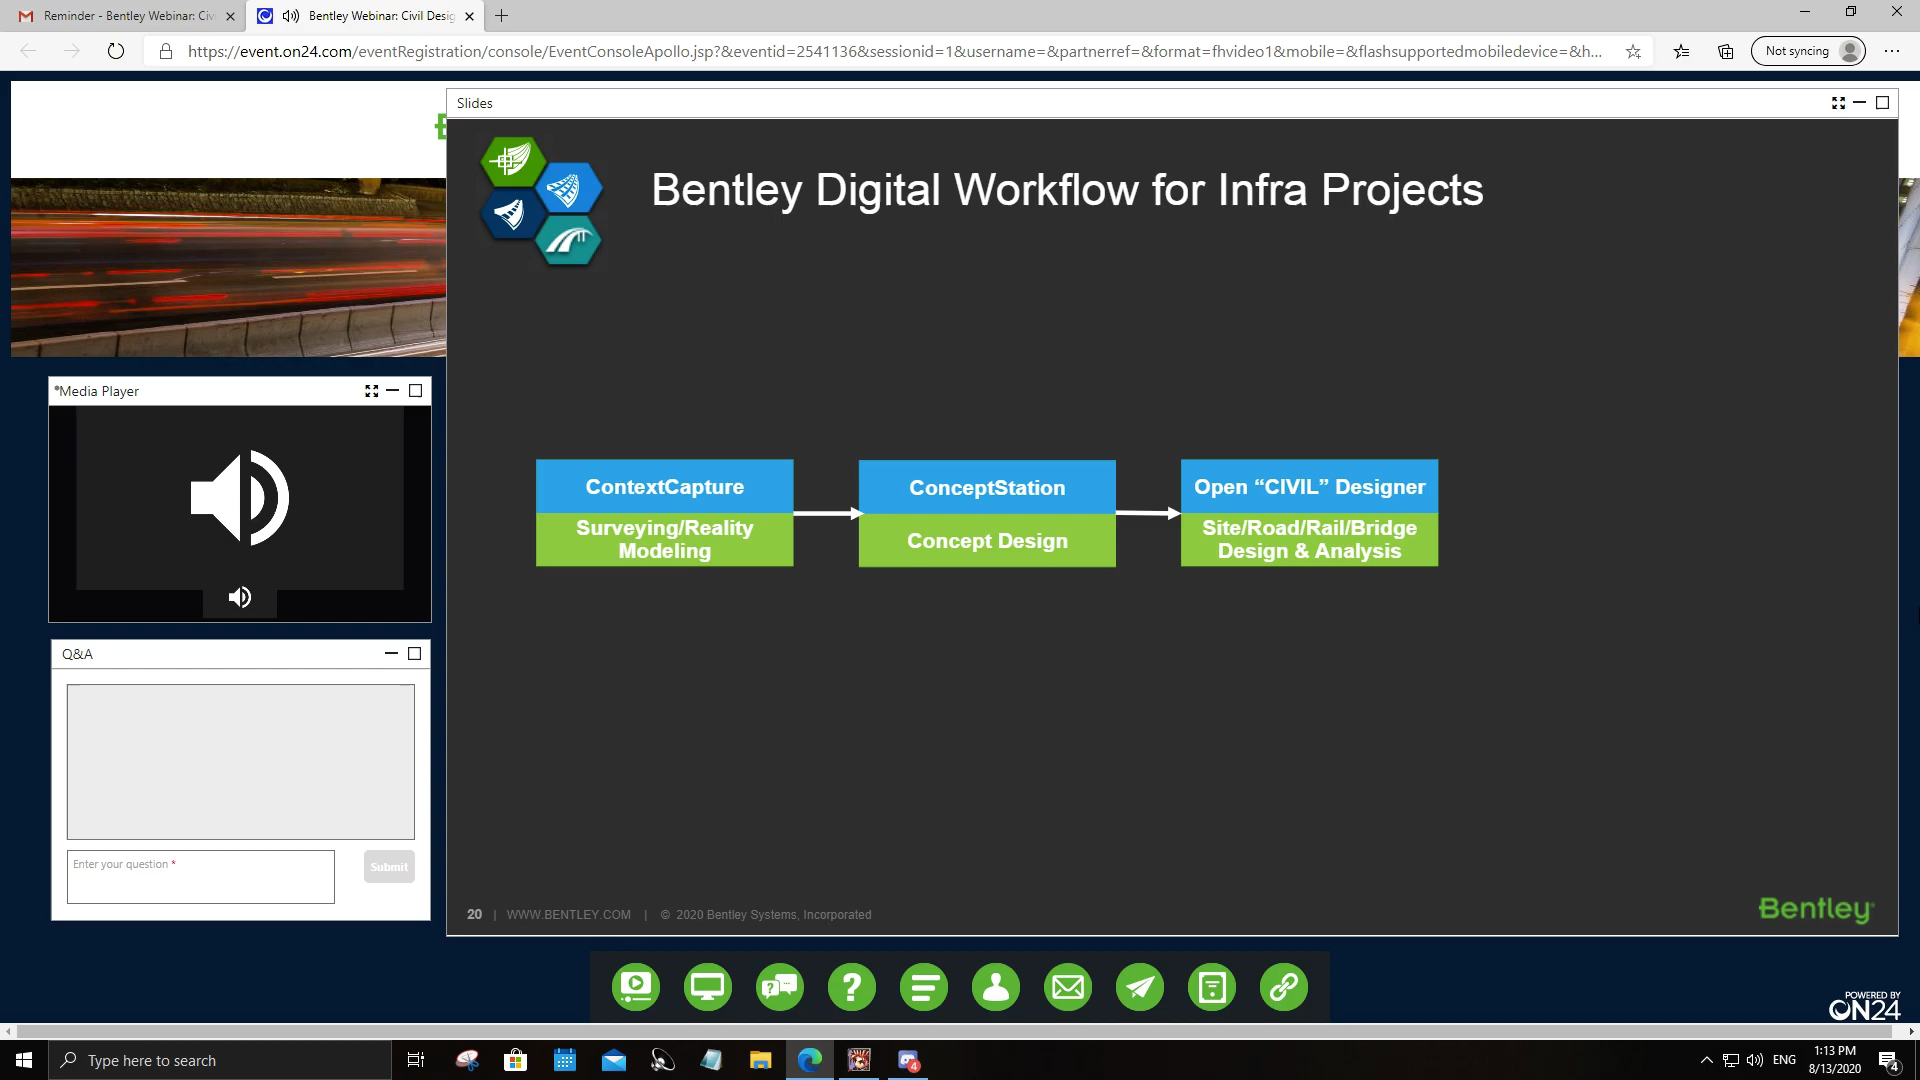 Reminder - Bentley Webinar: Civ
Bentley Webinar: Civil Desig
https://event.on24.com/eventRegistration/console/EventConsoleApollo.jsp?&eventid=2541136&sessionid=1&username=&partnerref=&format=fhvideo1&mobile=&flashsupportedmobiledevice=&h...
Not syncing
Slides
Bentley Digital Workflow for Infra Projects
*Media Player
ContextCapture
Surveying/Reality
Modeling
ConceptStation
Concept Design
Open “CIVIL” Designer
Site/Road/Rail/Bridge
Design & Analysis
Q&A
Enter your question *
Submit
20 | WWW.BENTLEY.COM | © 2020 Bentley Systems, Incorporated
Bentley
POWERED BY
ON24
Type here to search
4
ENG
1:13 PM
8/13/2020
4